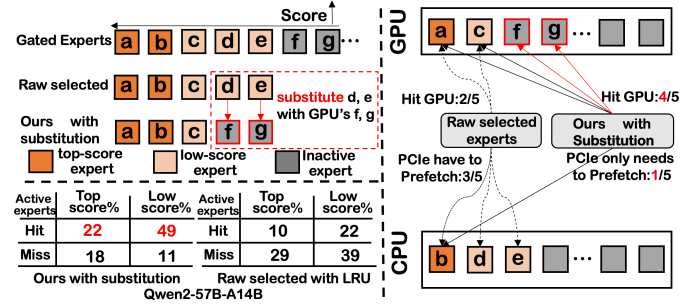 Score
Gated Experts a b c d e f g ...
Raw selected a b c d e
substitute d, e
with GPU's f, g
Ours with
substitution a b c f g
top-score
expert
low-score
expert
Inactive
expert
Active
experts Top
score% Low
score%
Hit 22 49
Miss 18 11
Ours with substitution
Active
experts Top
score% Low
score%
Hit 10 22
Miss 29 39
Raw selected with LRU
Qwen2-57B-A14B
GPU
a c f g ...
Hit GPU:2/5
Hit GPU:4/5
Raw selected
experts
Ours with
Substitution
PCIe have to
Prefetch:3/5
PCIe only needs
to Prefetch:1/5
CPU
b d e ...